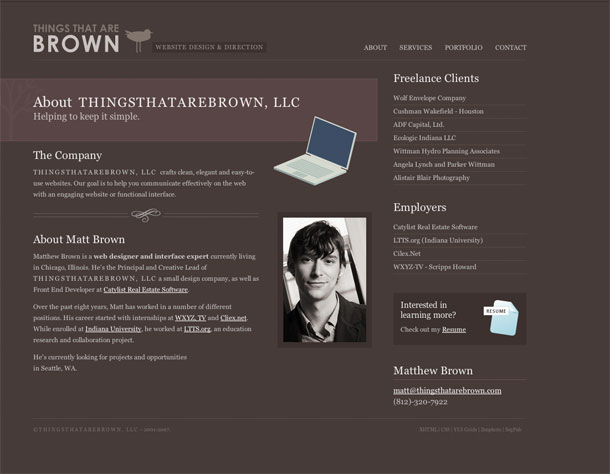 THINGS THAT ARE
BROWN
WEBSITE DESIGN & DIRECTION
ABOUT SERVICES PORTFOLIO CONTACT
About THINGSTHATAREBROWN, LLC
Helping to keep it simple.
The Company
THINGSTHATAREBROWN, LLC crafts clean, elegant and easy-to-
use websites. Our goal is to help you communicate effectively on the web
with an engaging website or functional interface.
About Matt Brown
Matthew Brown is a web designer and interface expert currently living
in Chicago, Illinois. He's the Principal and Creative Lead of
THINGSTHATAREBROWN, LLC a small design company, as well as
Front End Developer at Catylist Real Estate Software.
Over the past eight years, Matt has worked in a number of different
positions. His career started with internships at WXYZ, TV and Cliex.net.
While enrolled at Indiana University, he worked at LTTS.org, an education
research and collaboration project.
He's currently looking for projects and opportunities
in Seattle, WA.
Freelance Clients
Wolf Envelope Company
Cushman Wakefield - Houston
ADF Capital, Ltd.
Ecologic Indiana LLC
Wittman Hydro Planning Associates
Angela Lynch and Parker Wittman
Alistair Blair Photography
Employers
Catylist Real Estate Software
LTTS.org (Indiana University)
Cilex.Net
WXYZ-TV - Scripps Howard
Interested in
learning more?
Check out my Resume
RESUME
Matthew Brown
matt@thingsthatarebrown.com
(812)-320-7922
©THINGSTHATAREBROWN, LLC - 2001-2007.
XHTML+CSS | YUI Grids | Simplebits | bigPub